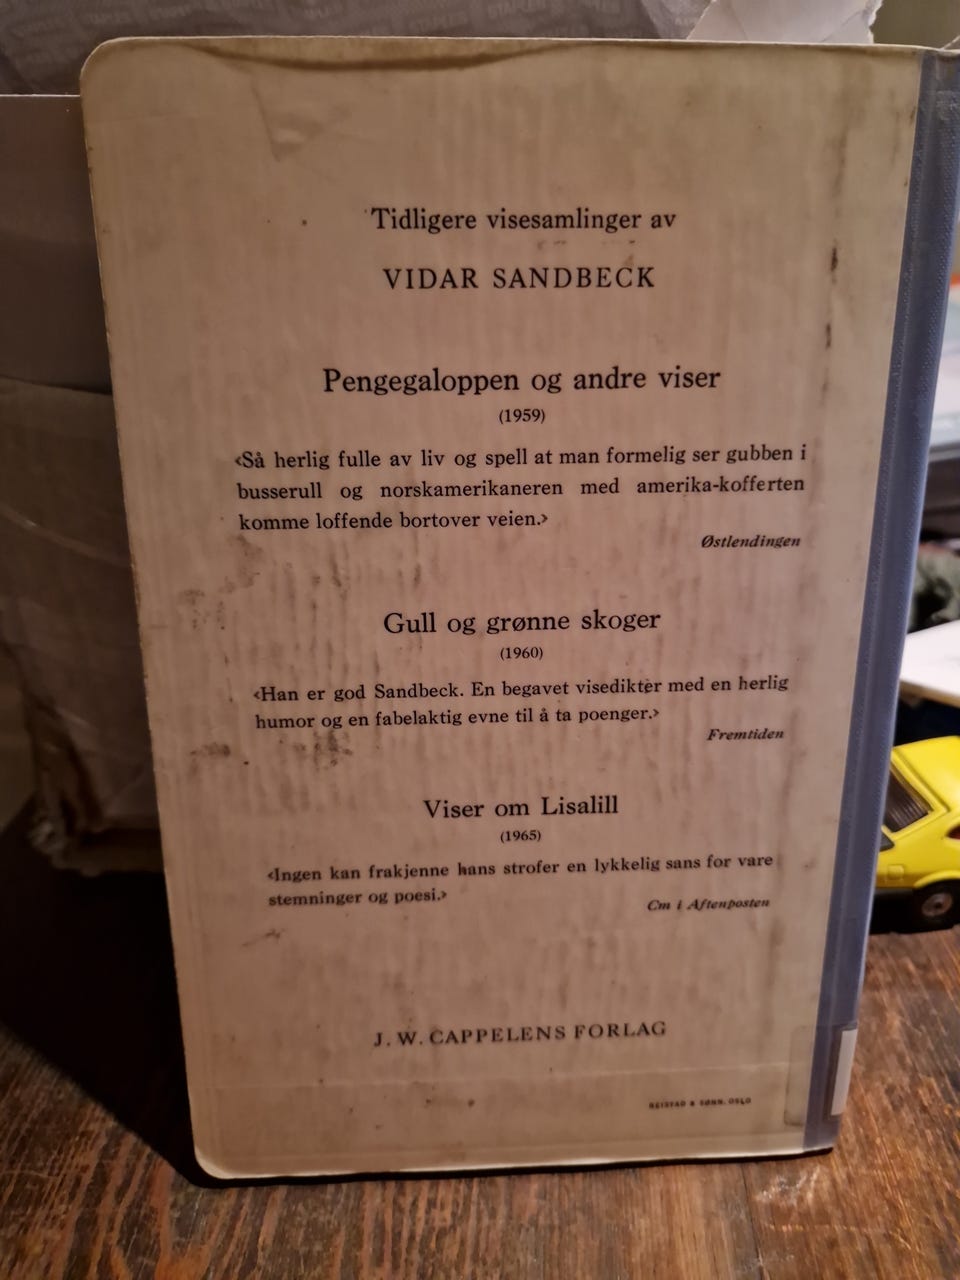 Tidligere visesamlinger av
VIDAR SANDBECK
Pengegaloppen og andre viser
(1959)
‹Så herlig fulle av liv og spell at man formelig ser gubben i
busserull og norskamerikaneren med amerika-kofferten
komme loffende bortover veien.›
Østlendingen
Gull og grønne skoger
(1960)
‹Han er god Sandbeck. En begavet visedikter med en herlig
humor og en fabelaktig evne til å ta poenger.›
Fremtiden
Viser om Lisalill
(1965)
‹Ingen kan frakjenne hans strofer en lykkelig sans for vare
stemninger og poesi.›
Cm i Aftenposten
J. W. CAPPELENS FORLAG
REISTAD & SØNN, OSLO